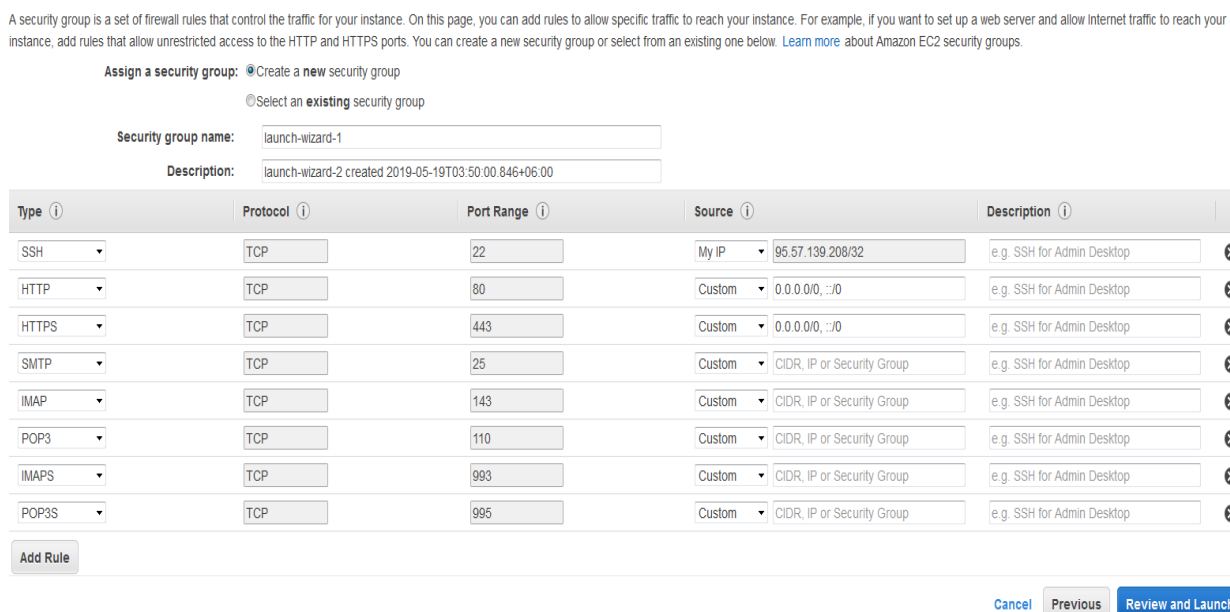 A security group is a set of firewall rules that control the traffic for your instance. On this page, you can add rules to allow specific traffic to reach your instance. For example, if you want to set up a web server and allow Internet traffic to reach your
instance, add rules that allow unrestricted access to the HTTP and HTTPS ports. You can create a new security group or select from an existing one below. Learn more about Amazon EC2 security groups.
Assign a security group: Create a new security group
Select an existing security group
Security group name: launch-wizard-1
Description: launch-wizard-2 created 2019-05-19T03:50:00.846+06:00
Type i Protocol i Port Range i Source i Description i
SSH TCP 22 My IP 95.57.139.208/32 e.g. SSH for Admin Desktop
HTTP TCP 80 Custom 0.0.0.0/0, ::/0 e.g. SSH for Admin Desktop
HTTPS TCP 443 Custom 0.0.0.0/0, ::/0 e.g. SSH for Admin Desktop
SMTP TCP 25 Custom CIDR, IP or Security Group e.g. SSH for Admin Desktop
IMAP TCP 143 Custom CIDR, IP or Security Group e.g. SSH for Admin Desktop
POP3 TCP 110 Custom CIDR, IP or Security Group e.g. SSH for Admin Desktop
IMAPS TCP 993 Custom CIDR, IP or Security Group e.g. SSH for Admin Desktop
POP3S TCP 995 Custom CIDR, IP or Security Group e.g. SSH for Admin Desktop
Add Rule
Cancel Previous Review and Launch